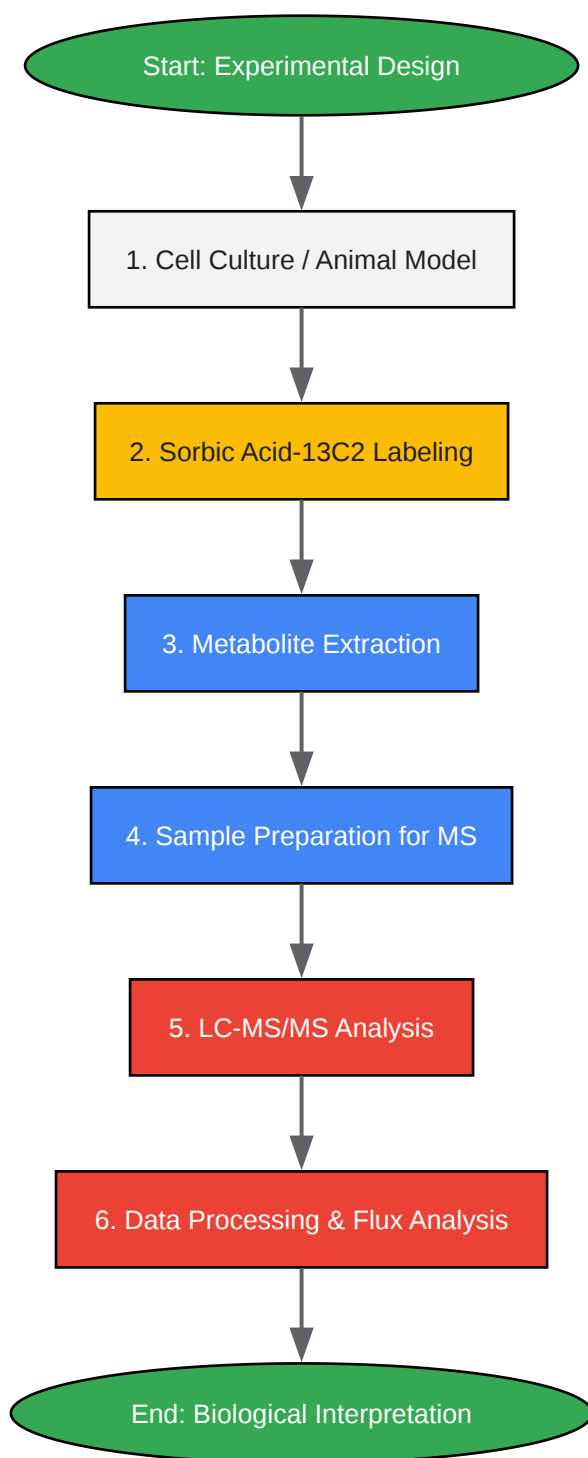 Start: Experimental Design
1. Cell Culture / Animal Model
2. Sorbic Acid-13C2 Labeling
3. Metabolite Extraction
4. Sample Preparation for MS
5. LC-MS/MS Analysis
6. Data Processing & Flux Analysis
End: Biological Interpretation